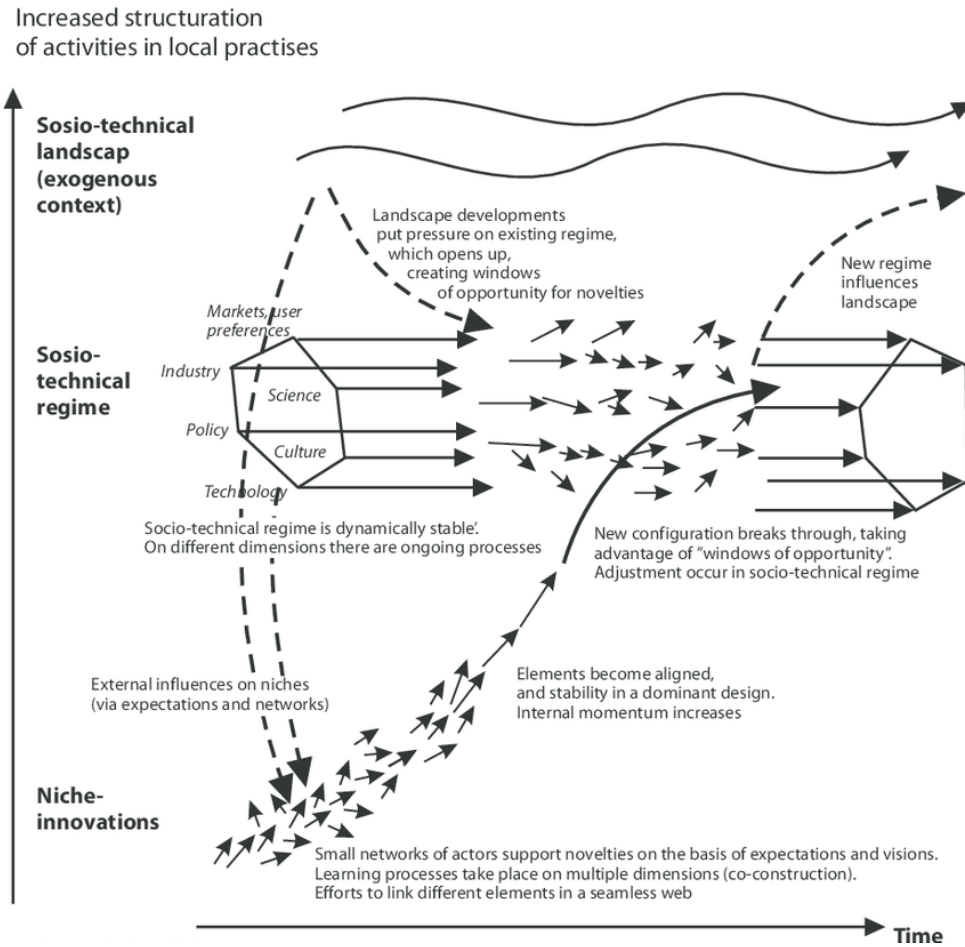 Increased structuration
of activities in local practises
Sosio-technical
landscap
(exogenous
context)
Landscape developments
put pressure on existing regime,
which opens up,
creating windows
of opportunity for novelties
New regime
influences
landscape
Markets, user
preferences
Sosio-
technical
regime
Industry
Science
Policy
Culture
Technology
Socio-technical regime is dynamically stable‘.
On different dimensions there are ongoing processes
New configuration breaks through, taking
advantage of “windows of opportunity”.
Adjustment occur in socio-technical regime
External influences on niches
(via expectations and networks)
Elements become aligned,
and stability in a dominant design.
Internal momentum increases
Niche-
innovations
Small networks of actors support novelties on the basis of expectations and visions.
Learning processes take place on multiple dimensions (co-construction).
Efforts to link different elements in a seamless web
Time